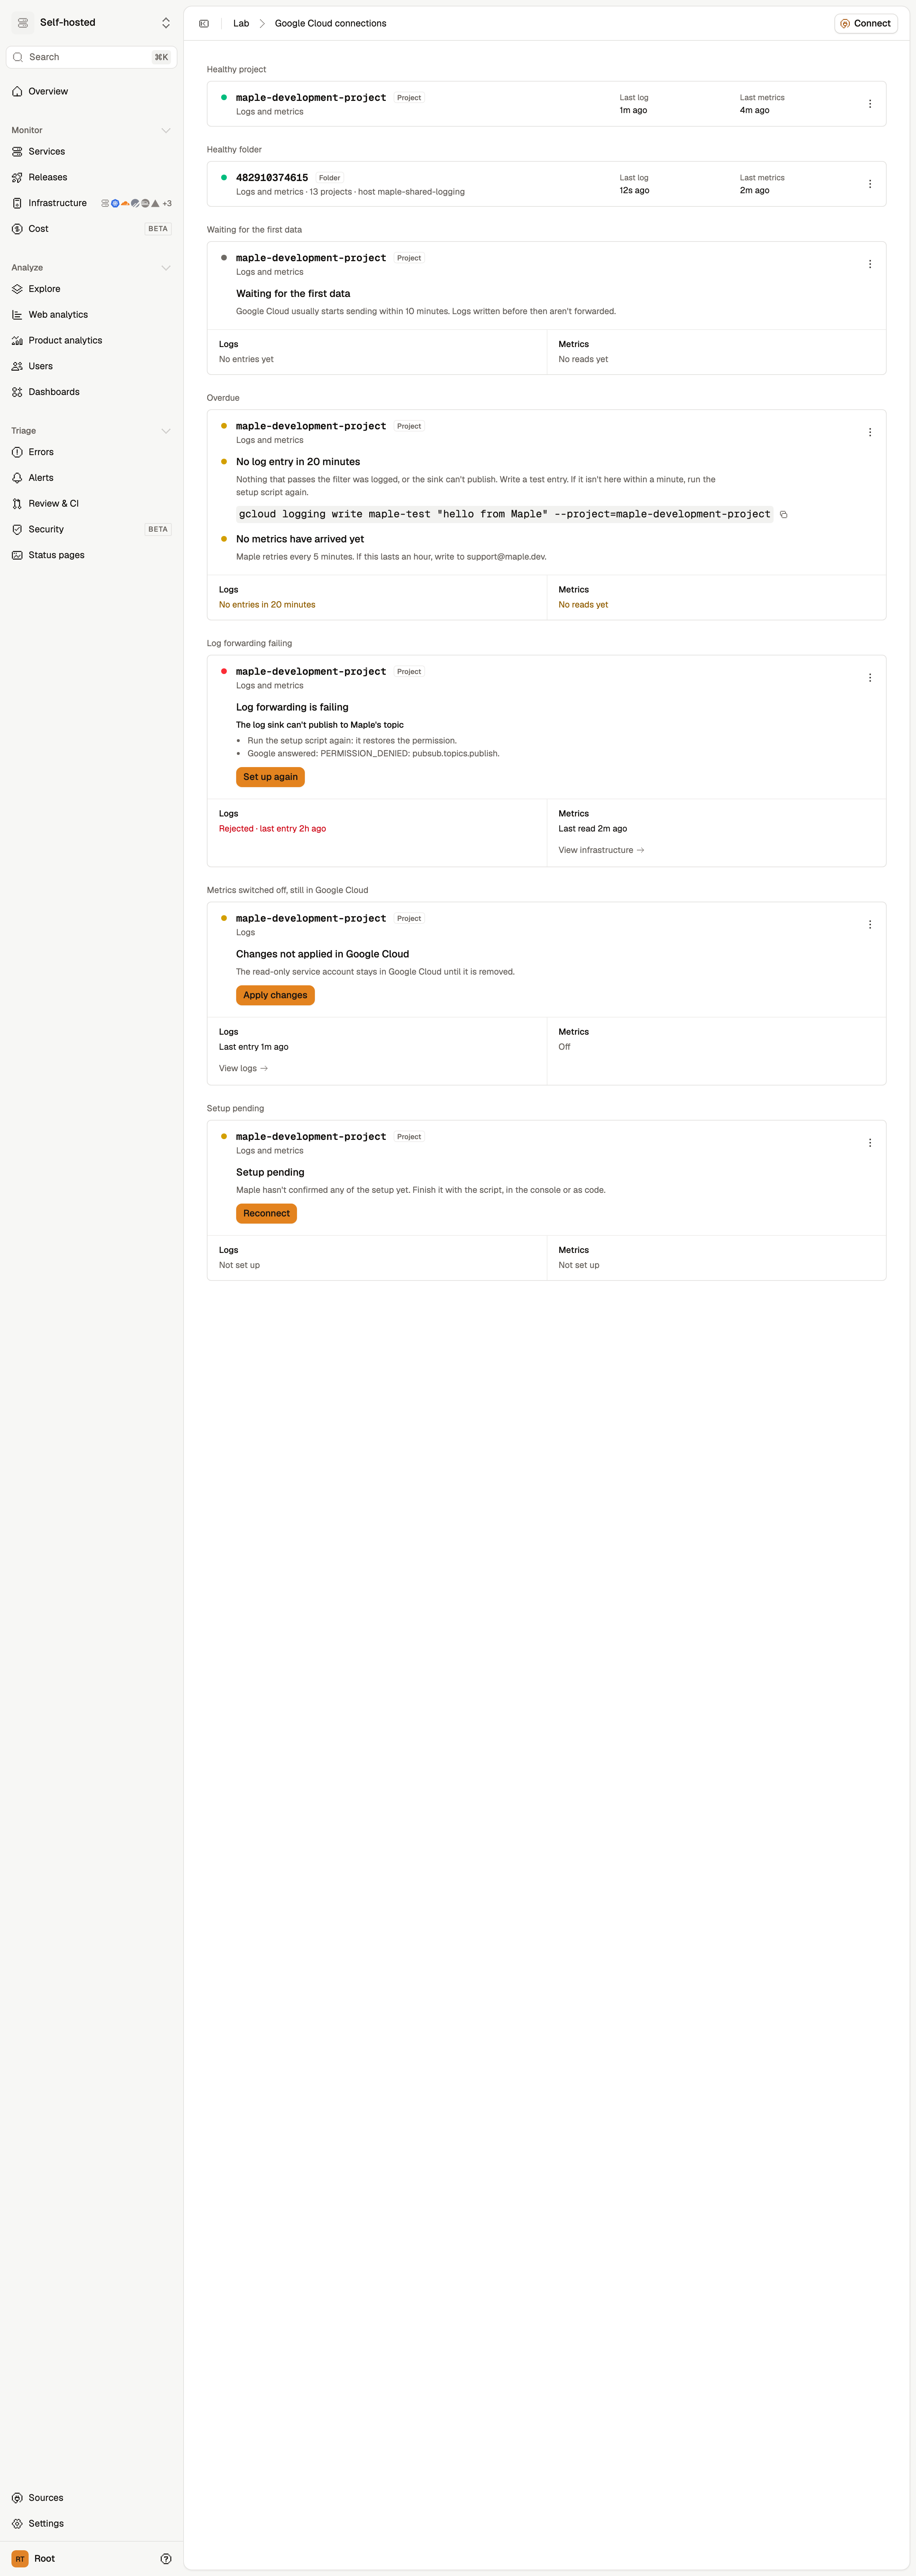 Self-hosted
Search ⌘K
Overview
Monitor
Services
Releases
Infrastructure +3
Cost BETA
Analyze
Explore
Web analytics
Product analytics
Users
Dashboards
Triage
Errors
Alerts
Review & CI
Security BETA
Status pages
Sources
Settings
RT Root
Lab Google Cloud connections
Connect
Healthy project
maple-development-project Project
Logs and metrics
Last log
1m ago
Last metrics
4m ago
Healthy folder
482910374615 Folder
Logs and metrics · 13 projects · host maple-shared-logging
Last log
12s ago
Last metrics
2m ago
Waiting for the first data
maple-development-project Project
Logs and metrics
Waiting for the first data
Google Cloud usually starts sending within 10 minutes. Logs written before then aren't forwarded.
Logs
No entries yet
Metrics
No reads yet
Overdue
maple-development-project Project
Logs and metrics
No log entry in 20 minutes
Nothing that passes the filter was logged, or the sink can't publish. Write a test entry. If it isn't here within a minute, run the
setup script again.
gcloud logging write maple-test "hello from Maple" --project=maple-development-project
No metrics have arrived yet
Maple retries every 5 minutes. If this lasts an hour, write to support@maple.dev.
Logs
No entries in 20 minutes
Metrics
No reads yet
Log forwarding failing
maple-development-project Project
Logs and metrics
Log forwarding is failing
The log sink can't publish to Maple's topic
• Run the setup script again: it restores the permission.
• Google answered: PERMISSION_DENIED: pubsub.topics.publish.
Set up again
Logs
Rejected · last entry 2h ago
Metrics
Last read 2m ago
View infrastructure →
Metrics switched off, still in Google Cloud
maple-development-project Project
Logs
Changes not applied in Google Cloud
The read-only service account stays in Google Cloud until it is removed.
Apply changes
Logs
Last entry 1m ago
View logs →
Metrics
Off
Setup pending
maple-development-project Project
Logs and metrics
Setup pending
Maple hasn't confirmed any of the setup yet. Finish it with the script, in the console or as code.
Reconnect
Logs
Not set up
Metrics
Not set up